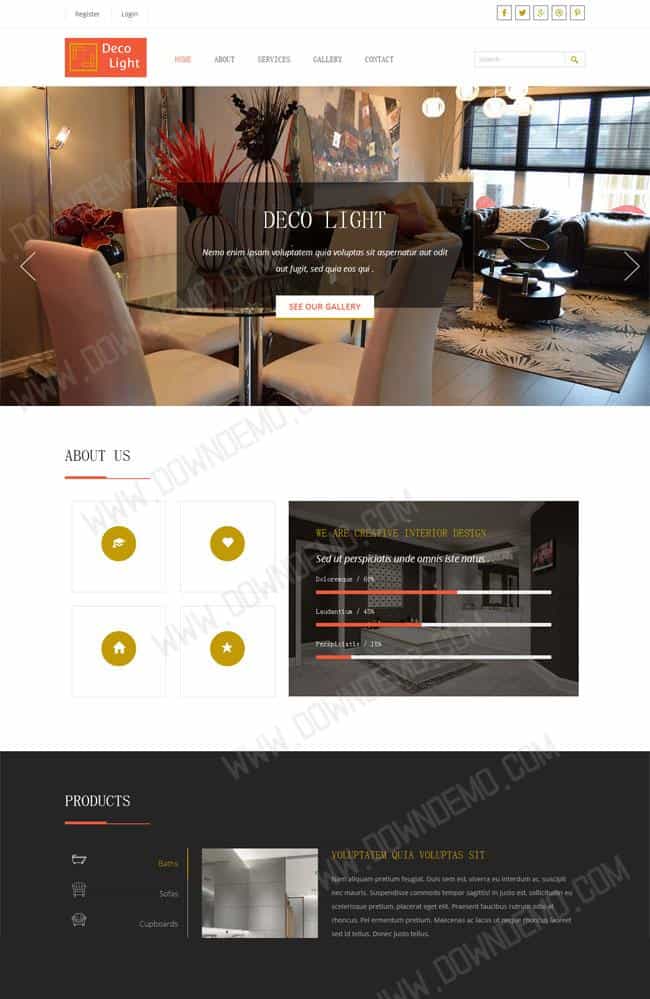 Register
Login
Deco
Light
HOME
ABOUT
SERVICES
GALLERY
CONTACT
Search
DECO LIGHT
Nemo enim ipsam voluptatem quia voluptas sit aspernatur aut odit
aut fugit, sed quia eos qui .
SEE OUR GALLERY
ABOUT US
WE ARE CREATIVE INTERIOR DESIGN
Sed ut perspiciatis unde omnis iste natus
Doloremque / 60%
Laudantium / 45%
Perspiciatis / 15%
PRODUCTS
Baths
Sofas
Cupboards
VOLUPTATEM QUIA VOLUPTAS SIT
Nam aliquam pretium feugiat. Duis sem est, viverra eu interdum ac, suscipit
nec mauris. Suspendisse commodo tempor sagittis! In justo est, sollicitudin eu
scelerisque pretium, placerat eget elit. Praesent faucibus rutrum odio at
rhoncus. Pel ermentum pretium. Maecenas ac lacus ut neque rhoncus laoreet
sed id tellus. Donec justo tellus.
WWW.DOWNDEMO.COM